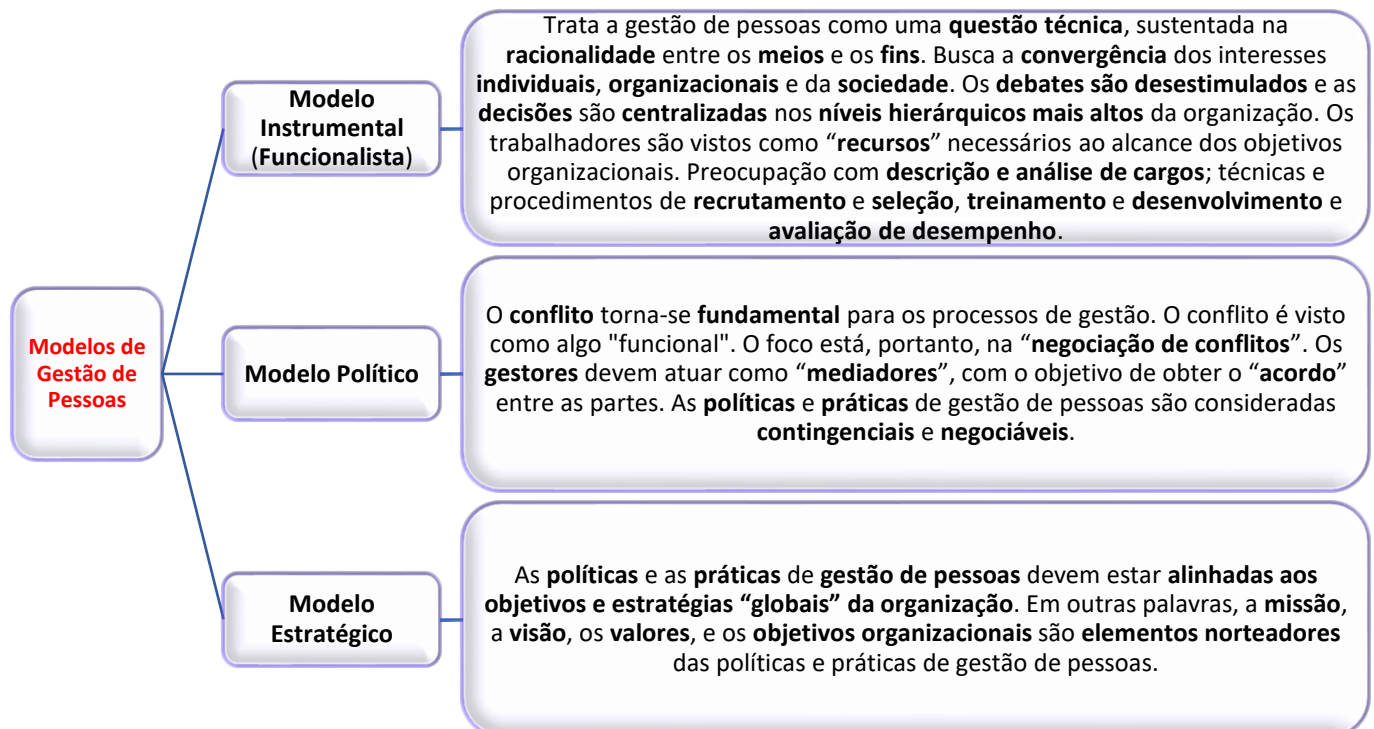 Modelos de
Gestão de
Pessoas
Modelo
Instrumental
(Funcionalista)
Trata a gestão de pessoas como uma questão técnica, sustentada na
racionalidade entre os meios e os fins. Busca a convergência dos interesses
individuais, organizacionais e da sociedade. Os debates são desestimulados e as
decisões são centralizadas nos níveis hierárquicos mais altos da organização. Os
trabalhadores são vistos como “recursos” necessários ao alcance dos objetivos
organizacionais. Preocupação com descrição e análise de cargos; técnicas e
procedimentos de recrutamento e seleção, treinamento e desenvolvimento e
avaliação de desempenho.
Modelo Político
O conflito torna-se fundamental para os processos de gestão. O conflito é visto
como algo "funcional". O foco está, portanto, na “negociação de conflitos”. Os
gestores devem atuar como “mediadores”, com o objetivo de obter o “acordo”
entre as partes. As políticas e práticas de gestão de pessoas são consideradas
contingenciais e negociáveis.
Modelo
Estratégico
As políticas e as práticas de gestão de pessoas devem estar alinhadas aos
objetivos e estratégias “globais” da organização. Em outras palavras, a missão,
a visão, os valores, e os objetivos organizacionais são elementos norteadores
das políticas e práticas de gestão de pessoas.